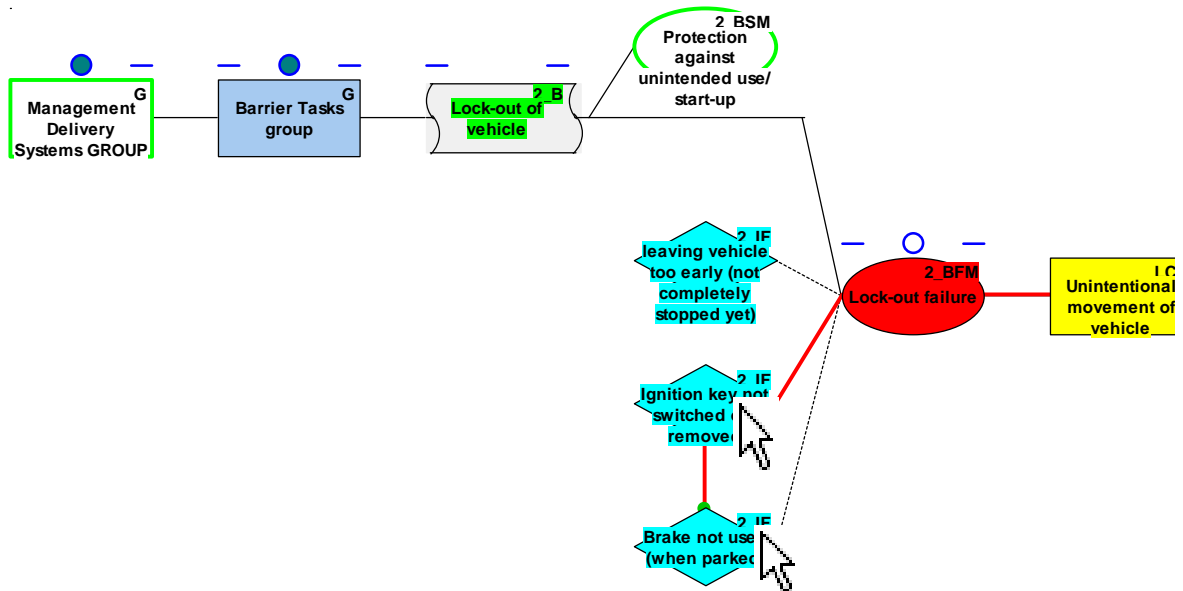 G
Management
Delivery
Systems GROUP
G
Barrier Tasks
group
2_B
Lock-out of
vehicle
2_BSM
Protection
against
unintended use/
start-up
2_IF
leaving vehicle
too early (not
completely
stopped yet)
2_BFM
Lock-out failure
LC
Unintentional
movement of
vehicle
2_IF
Ignition key not
switched
2_IF
Brake not
(when